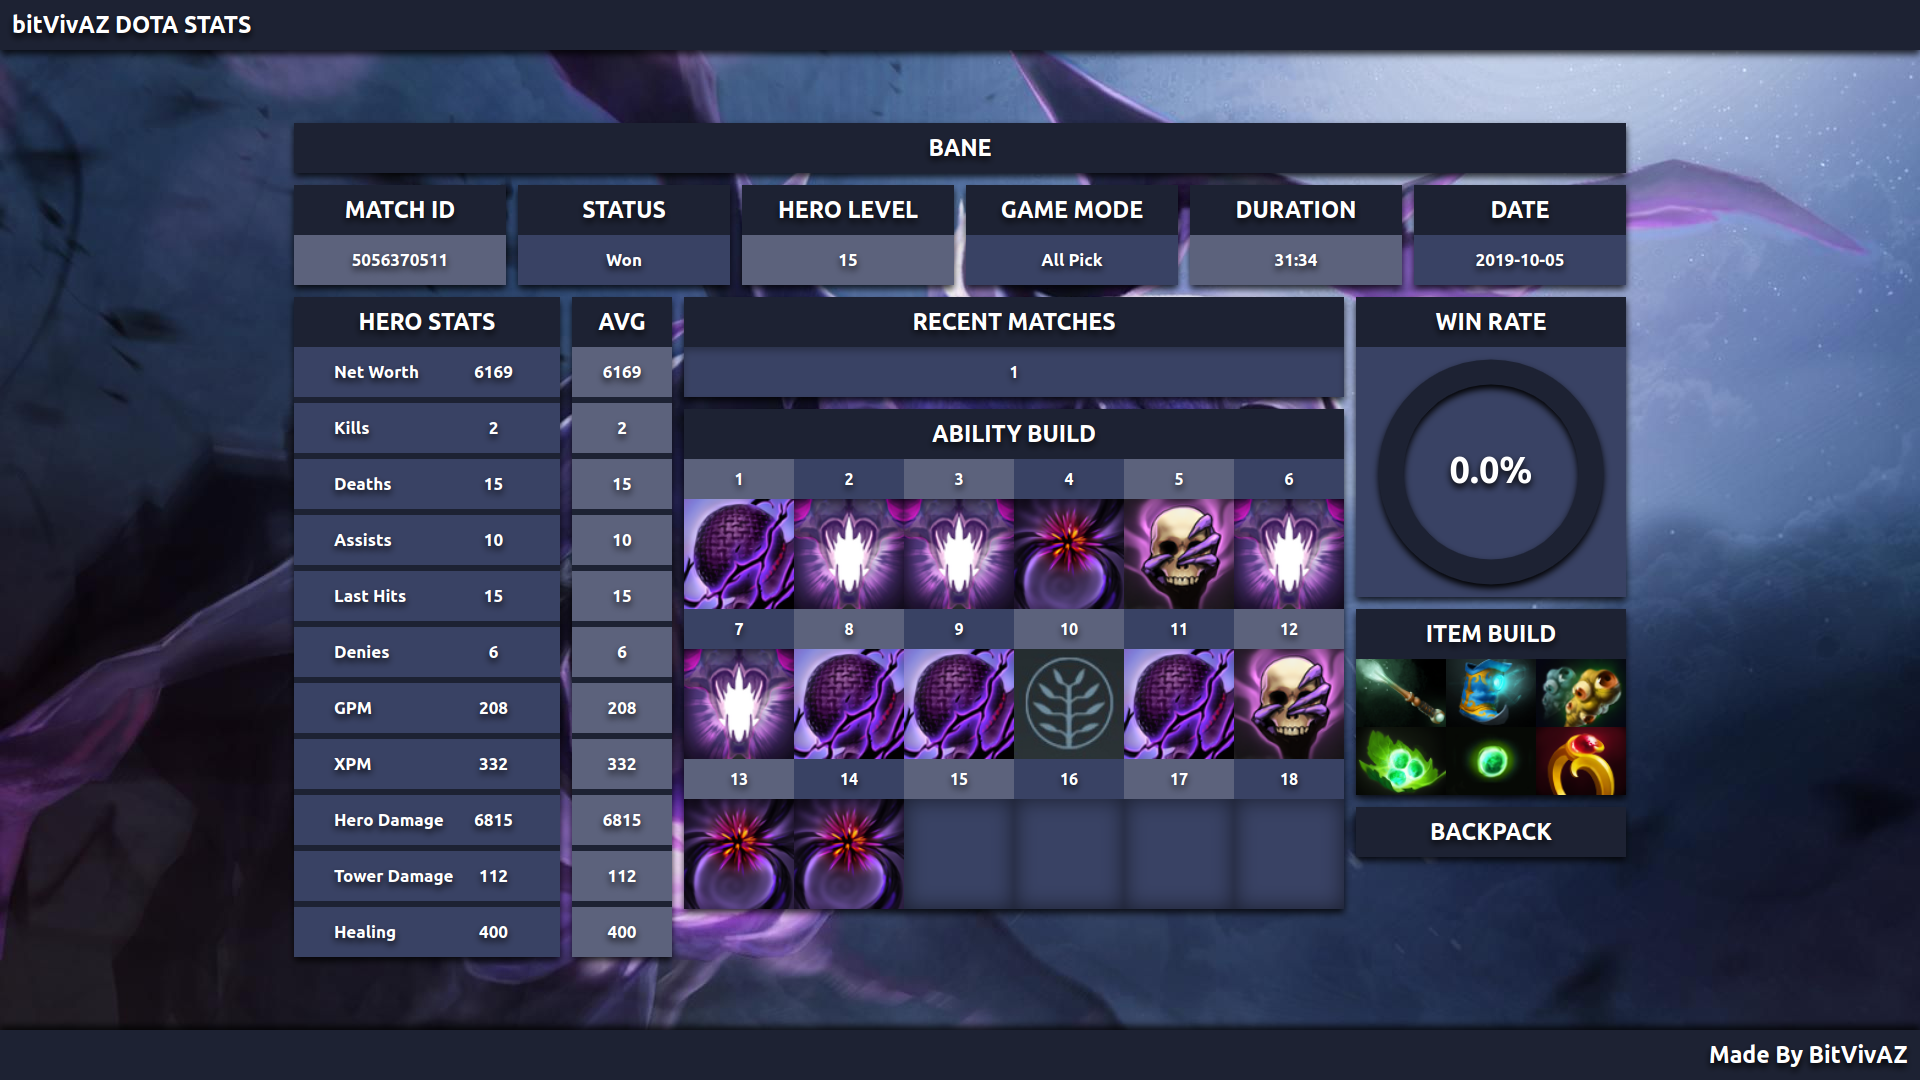 bitVivAZ DOTA STATS
BANE
MATCH ID STATUS HERO LEVEL GAME MODE DURATION DATE
5056370511 Won 15 All Pick 31:34 2019-10-05
HERO STATS AVG
Net Worth 6169 6169
Kills 2 2
Deaths 15 15
Assists 10 10
Last Hits 15 15
Denies 6 6
GPM 208 208
XPM 332 332
Hero Damage 6815 6815
Tower Damage 112 112
Healing 400 400
RECENT MATCHES
1
ABILITY BUILD
1 2 3 4 5 6
7 8 9 10 11 12
13 14 15 16 17 18
WIN RATE
0.0%
ITEM BUILD
BACKPACK
Made By BitVivAZ